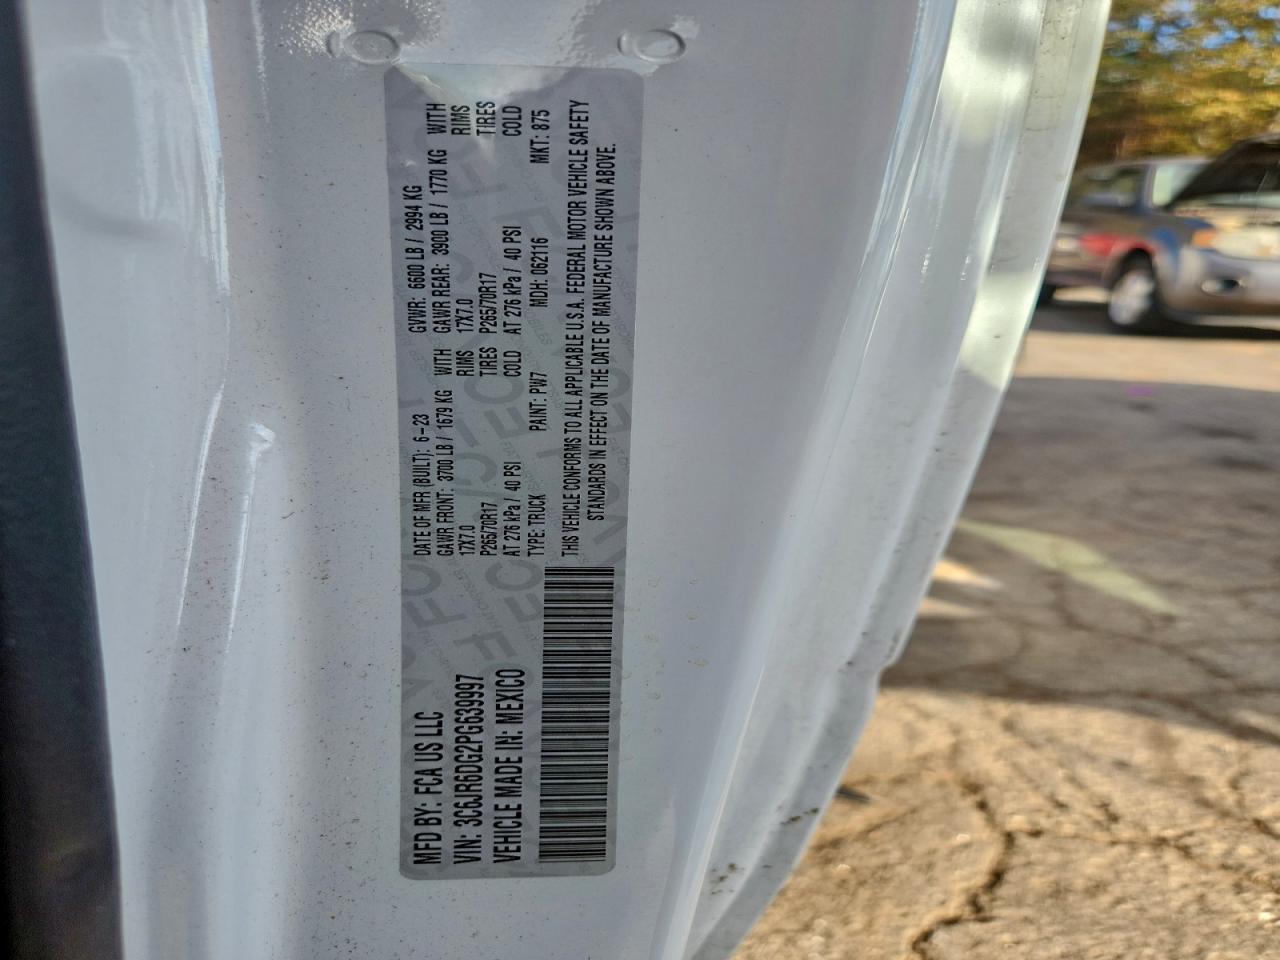 MFD BY: FCA US LLC
VIN: 3C6JR6DG2PG639997
VEHICLE MADE IN: MEXICO
DATE OF MFR (BUILT): 6-23 GVWR: 6600 LB / 2994 KG
GAWR FRONT: 3700 LB / 1679 KG WITH GAWR REAR: 3900 LB / 1770 KG WITH
17X7.0 RIMS 17X7.0 RIMS
P265/70R17 TIRES P265/70R17 TIRES
AT 276 kPa / 40 PSI COLD AT 276 kPa / 40 PSI COLD
TYPE: TRUCK PAINT: PW7 MDH: 062116 MKT: 875
THIS VEHICLE CONFORMS TO ALL APPLICABLE U.S.A. FEDERAL MOTOR VEHICLE SAFETY
STANDARDS IN EFFECT ON THE DATE OF MANUFACTURE SHOWN ABOVE.